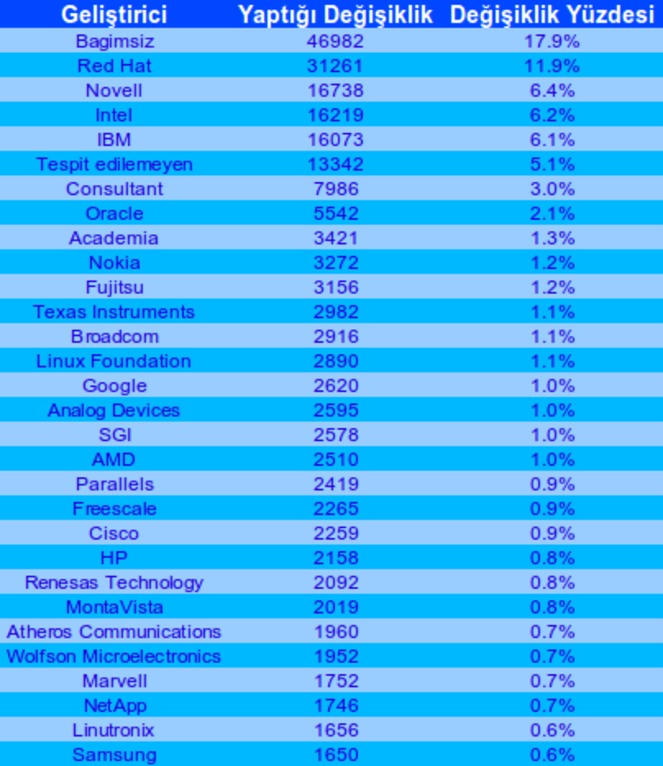 Geliştirici Yaptığı Değişiklik Değişiklik Yüzdesi
Bagimsiz 46982 17.9%
Red Hat 31261 11.9%
Novell 16738 6.4%
Intel 16219 6.2%
IBM 16073 6.1%
Tespit edilemeyen 13342 5.1%
Consultant 7986 3.0%
Oracle 5542 2.1%
Academia 3421 1.3%
Nokia 3272 1.2%
Fujitsu 3156 1.2%
Texas Instruments 2982 1.1%
Broadcom 2916 1.1%
Linux Foundation 2890 1.1%
Google 2620 1.0%
Analog Devices 2595 1.0%
SGI 2578 1.0%
AMD 2510 1.0%
Parallels 2419 0.9%
Freescale 2265 0.9%
Cisco 2259 0.9%
HP 2158 0.8%
Renesas Technology 2092 0.8%
MontaVista 2019 0.8%
Atheros Communications 1960 0.7%
Wolfson Microelectronics 1952 0.7%
Marvell 1752 0.7%
NetApp 1746 0.7%
Linutronix 1656 0.6%
Samsung 1650 0.6%